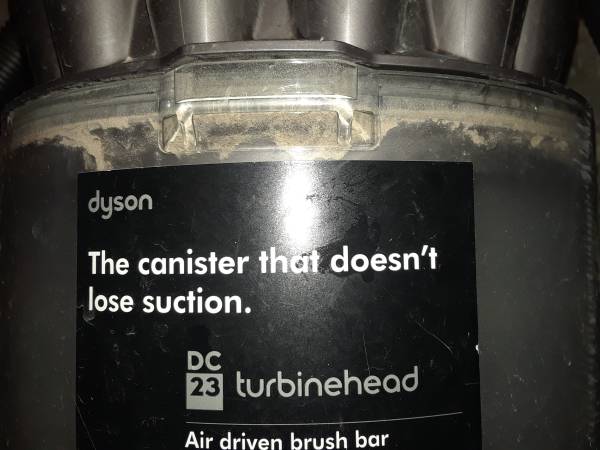 dyson
The canister that doesn't
lose suction.
DC
23 turbinehead
Air driven brush bar